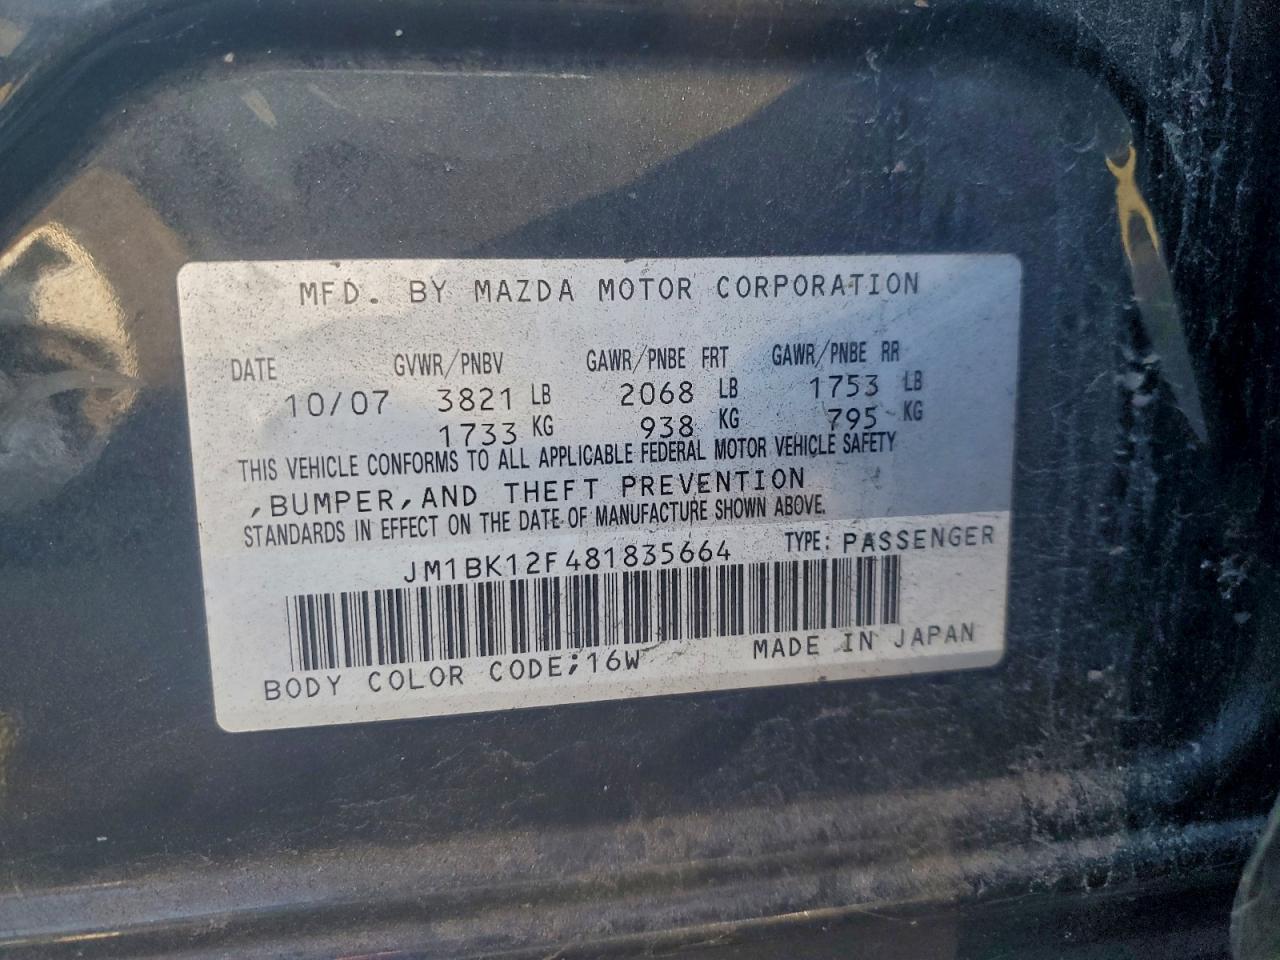 MFD. BY MAZDA MOTOR CORPORATION
DATE GVWR/PNBV GAWR/PNBE FRT GAWR/PNBE RR
10/07 3821 LB 2068 LB 1753 LB
1733 KG 938 KG 795 KG
THIS VEHICLE CONFORMS TO ALL APPLICABLE FEDERAL MOTOR VEHICLE SAFETY
,BUMPER,AND THEFT PREVENTION
STANDARDS IN EFFECT ON THE DATE OF MANUFACTURE SHOWN ABOVE.
JM1BK12F481835664 TYPE: PASSENGER
BODY COLOR CODE;16W MADE IN JAPAN